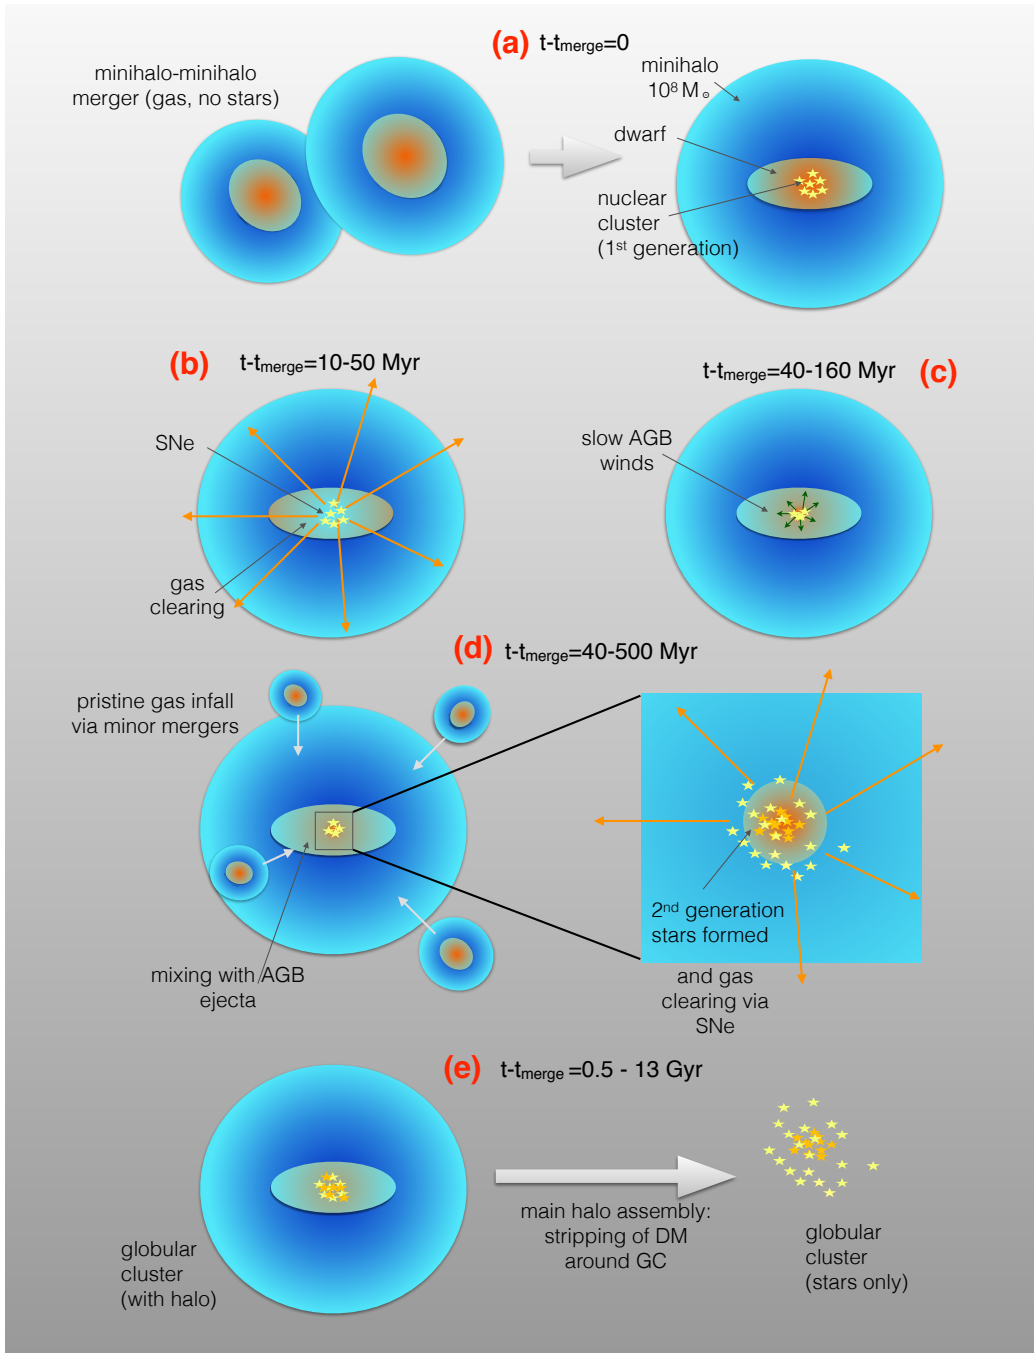 (a) t-tmerge=0
minihalo-minihalo
merger (gas, no stars)
minihalo
10⁸ M☉
dwarf
nuclear
cluster
(1st generation)
(b) t-tmerge=10-50 Myr
SNe
gas
clearing
t-tmerge=40-160 Myr (c)
slow AGB
winds
(d) t-tmerge=40-500 Myr
pristine gas infall
via minor mergers
mixing with AGB
ejecta
2nd generation
stars formed
and gas
clearing via
SNe
(e) t-tmerge =0.5 - 13 Gyr
globular
cluster
(with halo)
main halo assembly:
stripping of DM
around GC
globular
cluster
(stars only)